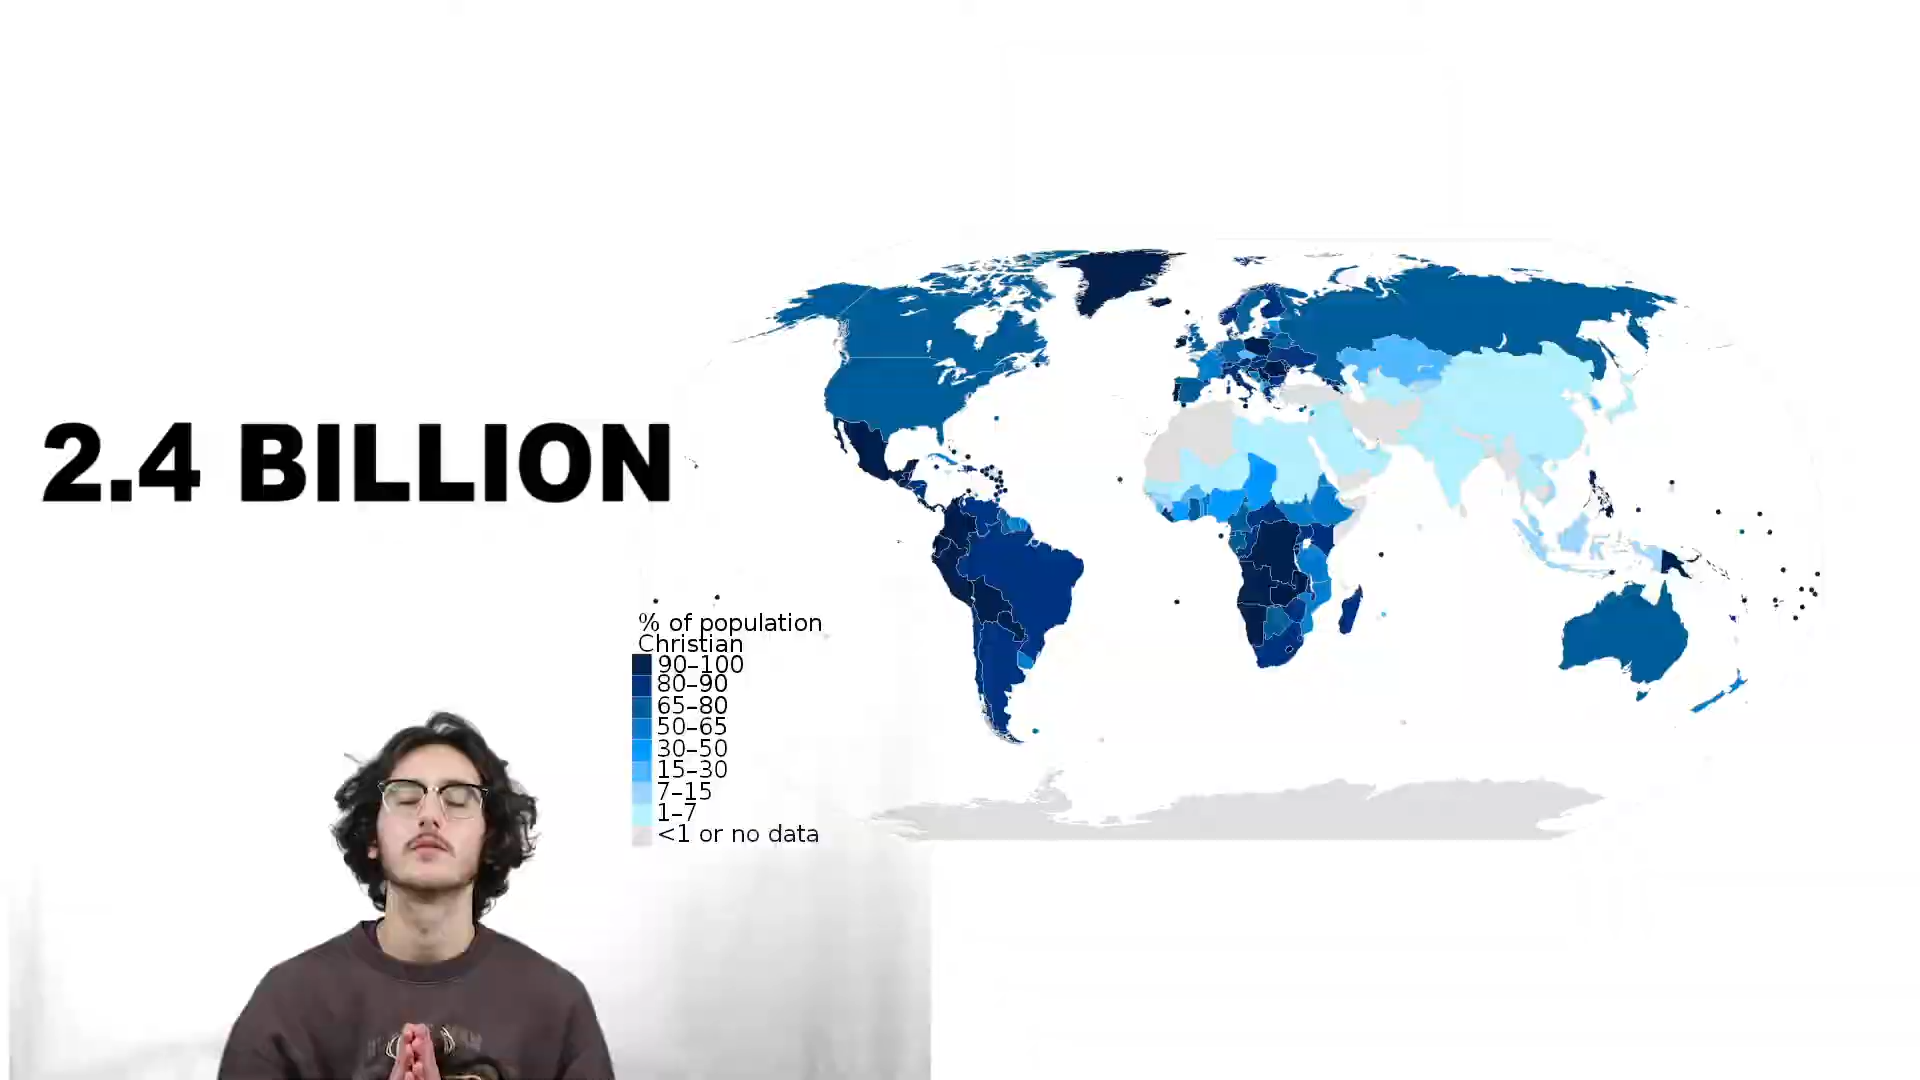 2.4 BILLION
% of population
Christian
90–100
80–90
65–80
50–65
30–50
15–30
7–15
1–7
<1 or no data